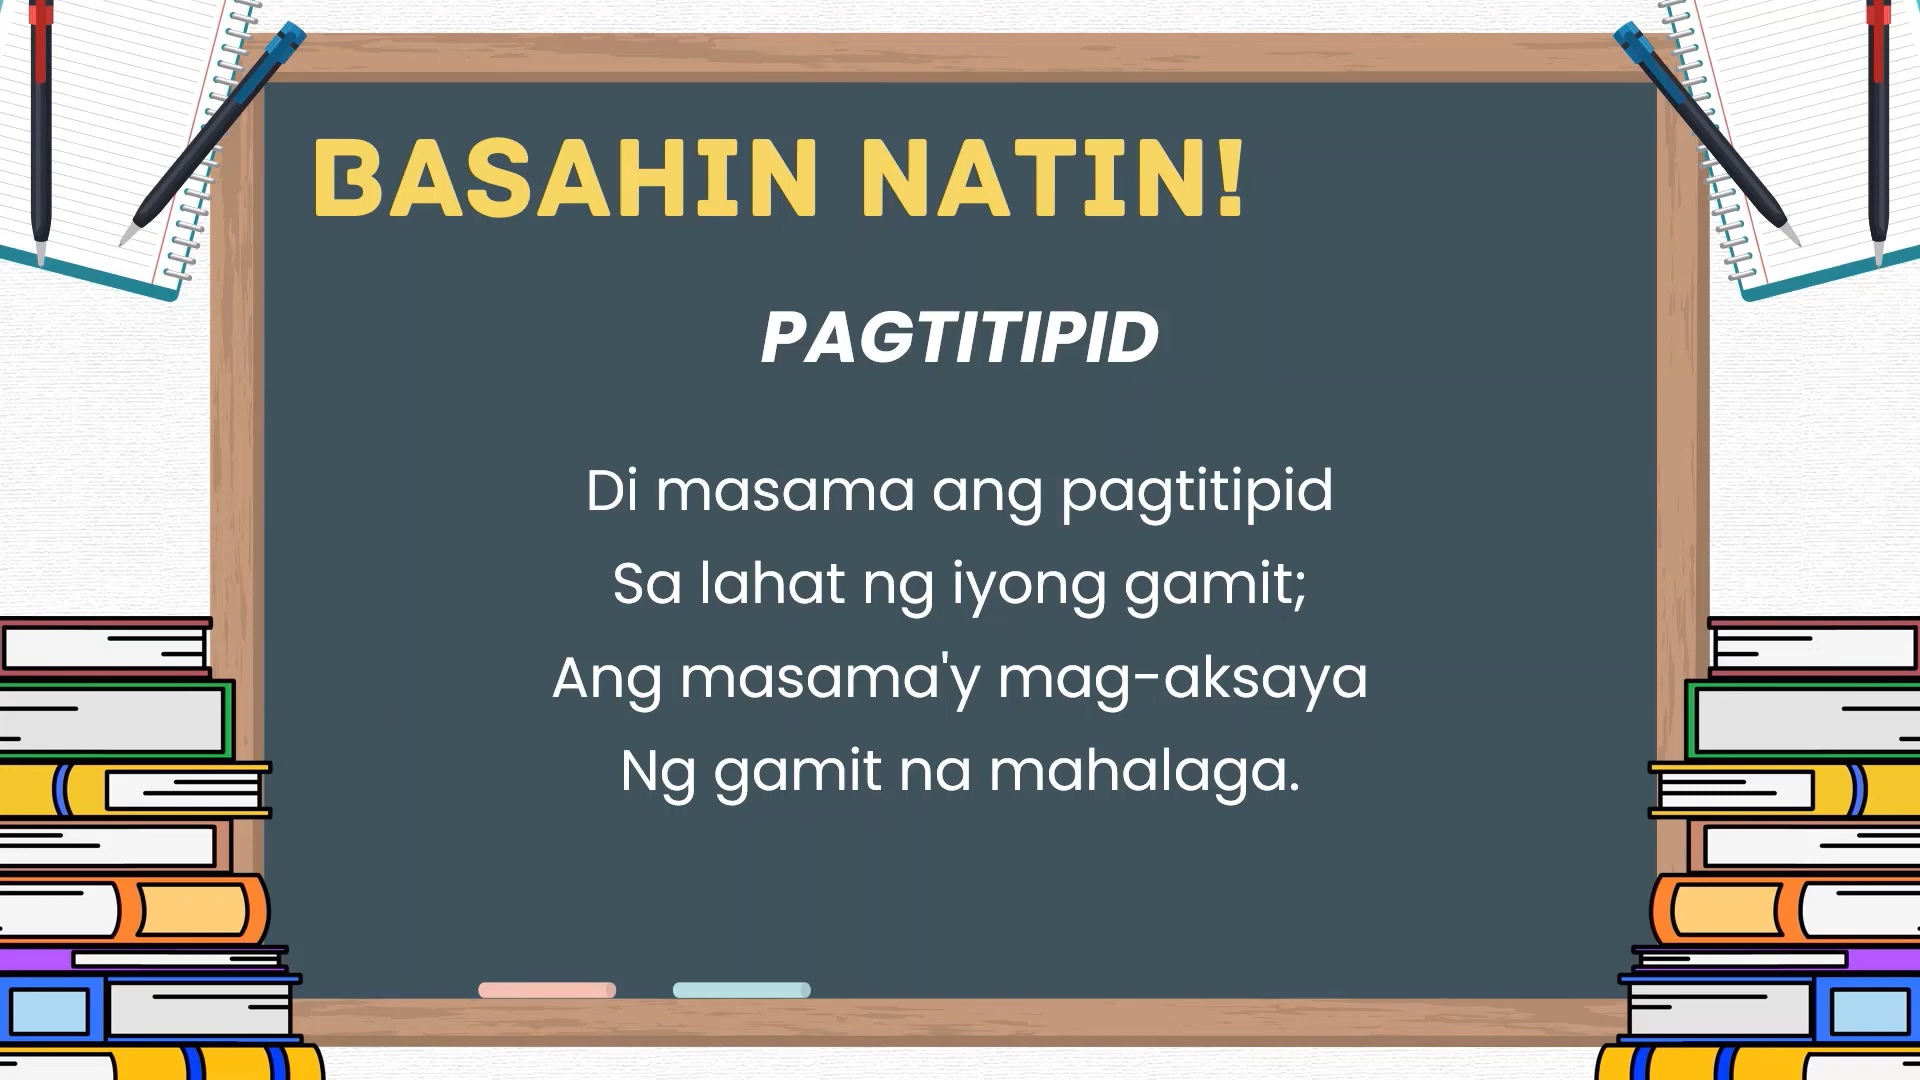 BASAHIN NATIN!
PAGTITIPID
Di masama ang pagtitipid
Sa lahat ng iyong gamit;
Ang masama'y mag-aksaya
Ng gamit na mahalaga.